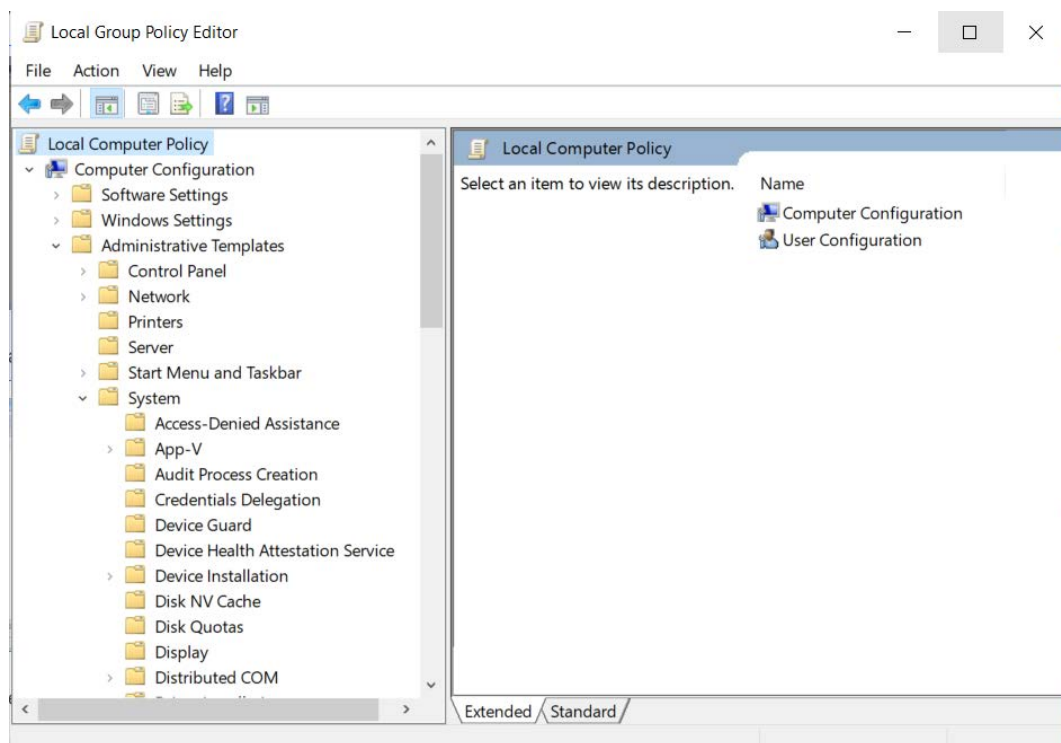 Local Group Policy Editor
File Action View Help
Local Computer Policy
Computer Configuration
Software Settings
Windows Settings
Administrative Templates
Control Panel
Network
Printers
Server
Start Menu and Taskbar
System
Access-Denied Assistance
App-V
Audit Process Creation
Credentials Delegation
Device Guard
Device Health Attestation Service
Device Installation
Disk NV Cache
Disk Quotas
Display
Distributed COM
Local Computer Policy
Select an item to view its description.
Name
Computer Configuration
User Configuration
Extended Standard